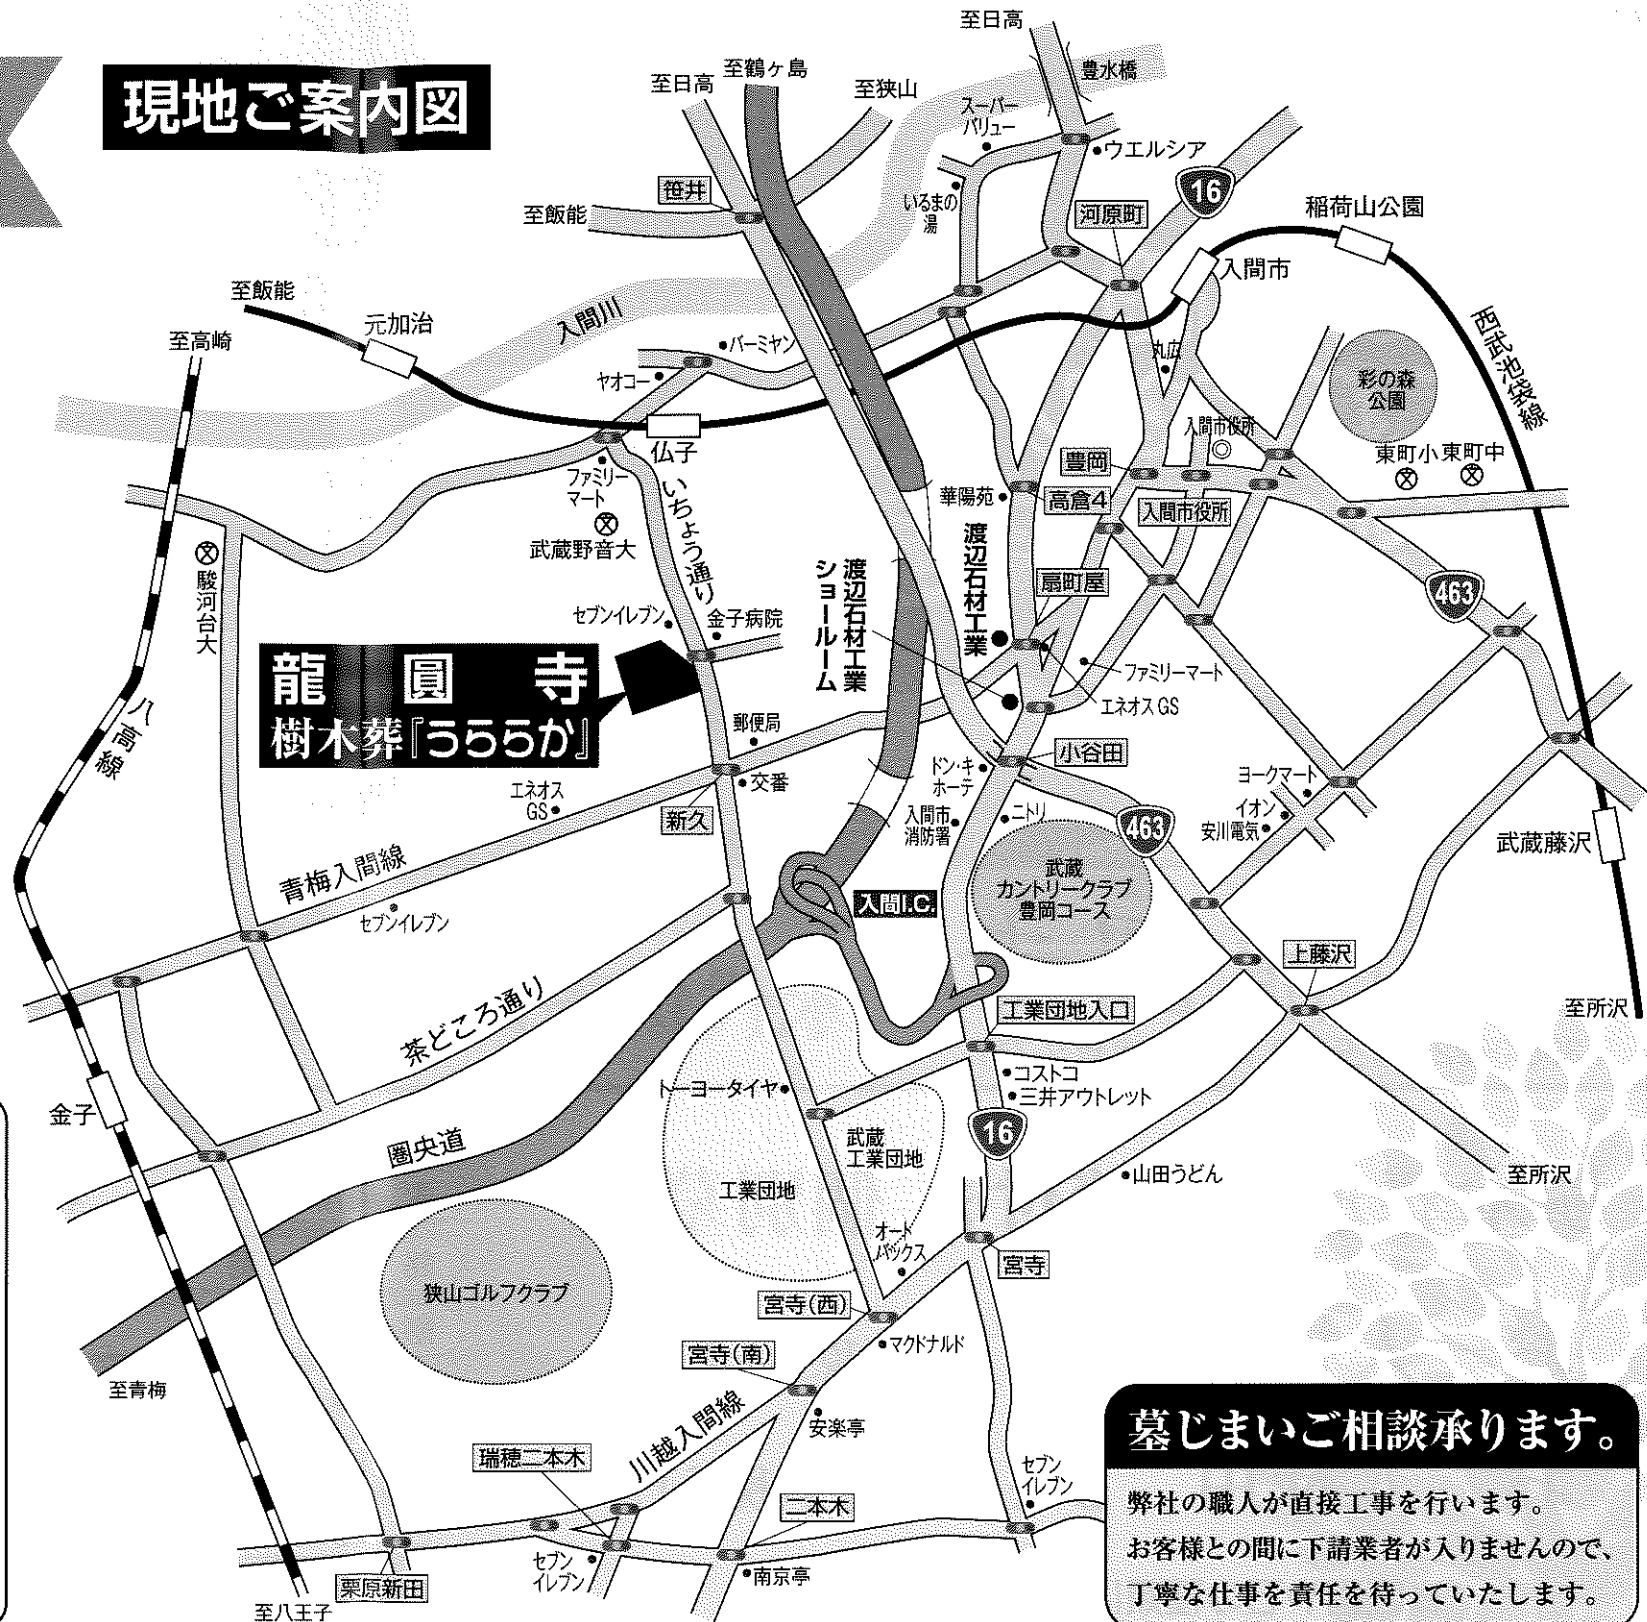 現地ご案内図
至日高
至鶴ヶ島
至狭山
至日高
豊水橋
スーパー
バリュー
ウエルシア
いるまの
湯
笹井
至飯能
河原町
16
稲荷山公園
入間市
西武池袋線
至飯能
元加治
至高崎
入間川
バーミヤン
ヤオコー
仏子
丸広
彩の森
公園
入間市役所
東町小
東町中
ファミリー
マート
武蔵野音大
いちょう通り
華陽苑
豊岡
高倉4
入間市役所
駿河台大
渡辺石材工業
渡辺石材工業
ショールーム
扇町屋
463
セブンイレブン
金子病院
龍圓寺
樹木葬『うららか』
ファミリーマート
エネオスGS
八高線
郵便局
交番
新久
エネオス
GS
小谷田
ドン・キ
ホーテ
入間市
消防署
ニトリ
463
ヨークマート
イオン
安川電気
武蔵藤沢
青梅入間線
セブンイレブン
入間I.C.
武蔵
カントリークラブ
豊岡コース
上藤沢
至所沢
茶どころ通り
工業団地入口
コストコ
三井アウトレット
トーヨータイヤ
16
金子
圏央道
武蔵
工業団地
工業団地
山田うどん
至所沢
オート
バックス
宮寺
狭山ゴルフクラブ
宮寺(西)
マクドナルド
宮寺(南)
至青梅
安楽亭
川越入間線
瑞穂二本木
二本木
セブン
イレブン
セブン
イレブン
南京亭
栗原新田
至八王子
墓じまいご相談承ります。
弊社の職人が直接工事を行います。
お客様との間に下請業者が入りませんので、
丁寧な仕事を責任を待っていたします。